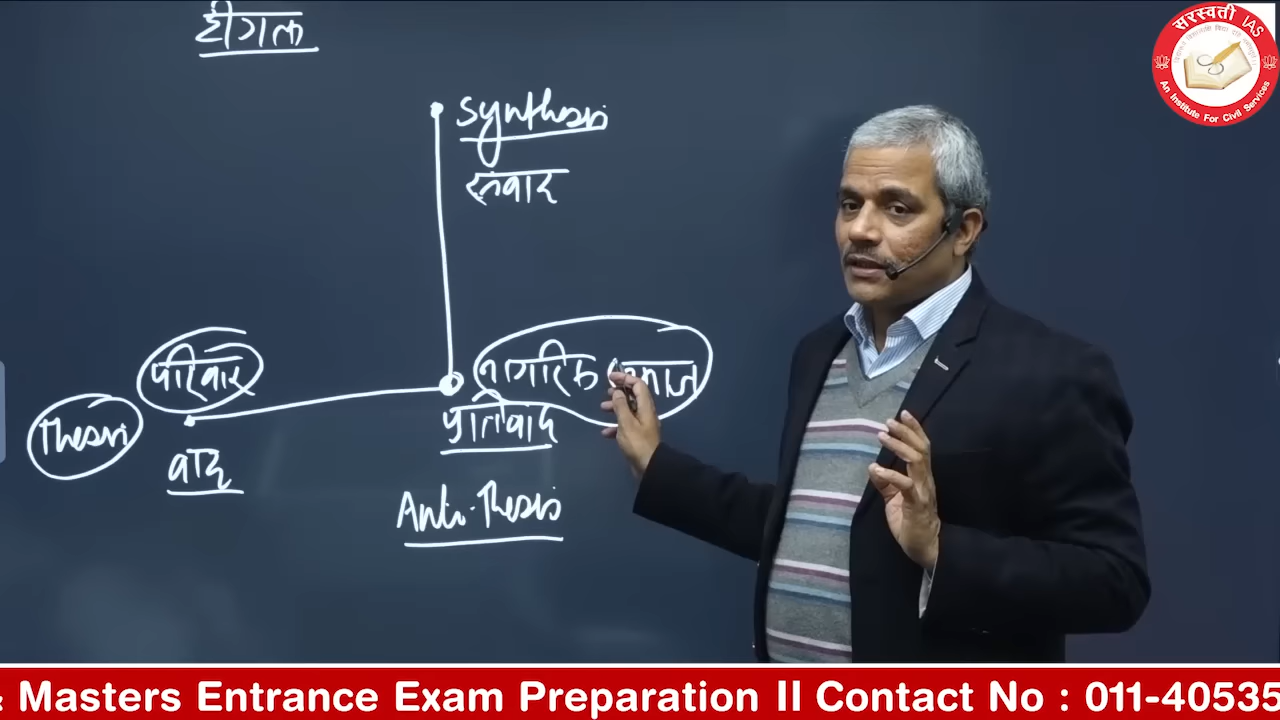 हीगल
synthesis
संवाद
परिवार
नागरिक समाज
Thesis
वाद
प्रतिवाद
Anti-Thesis
सरस्वती IAS
An Institute For Civil Services
& Masters Entrance Exam Preparation II Contact No : 011-40535